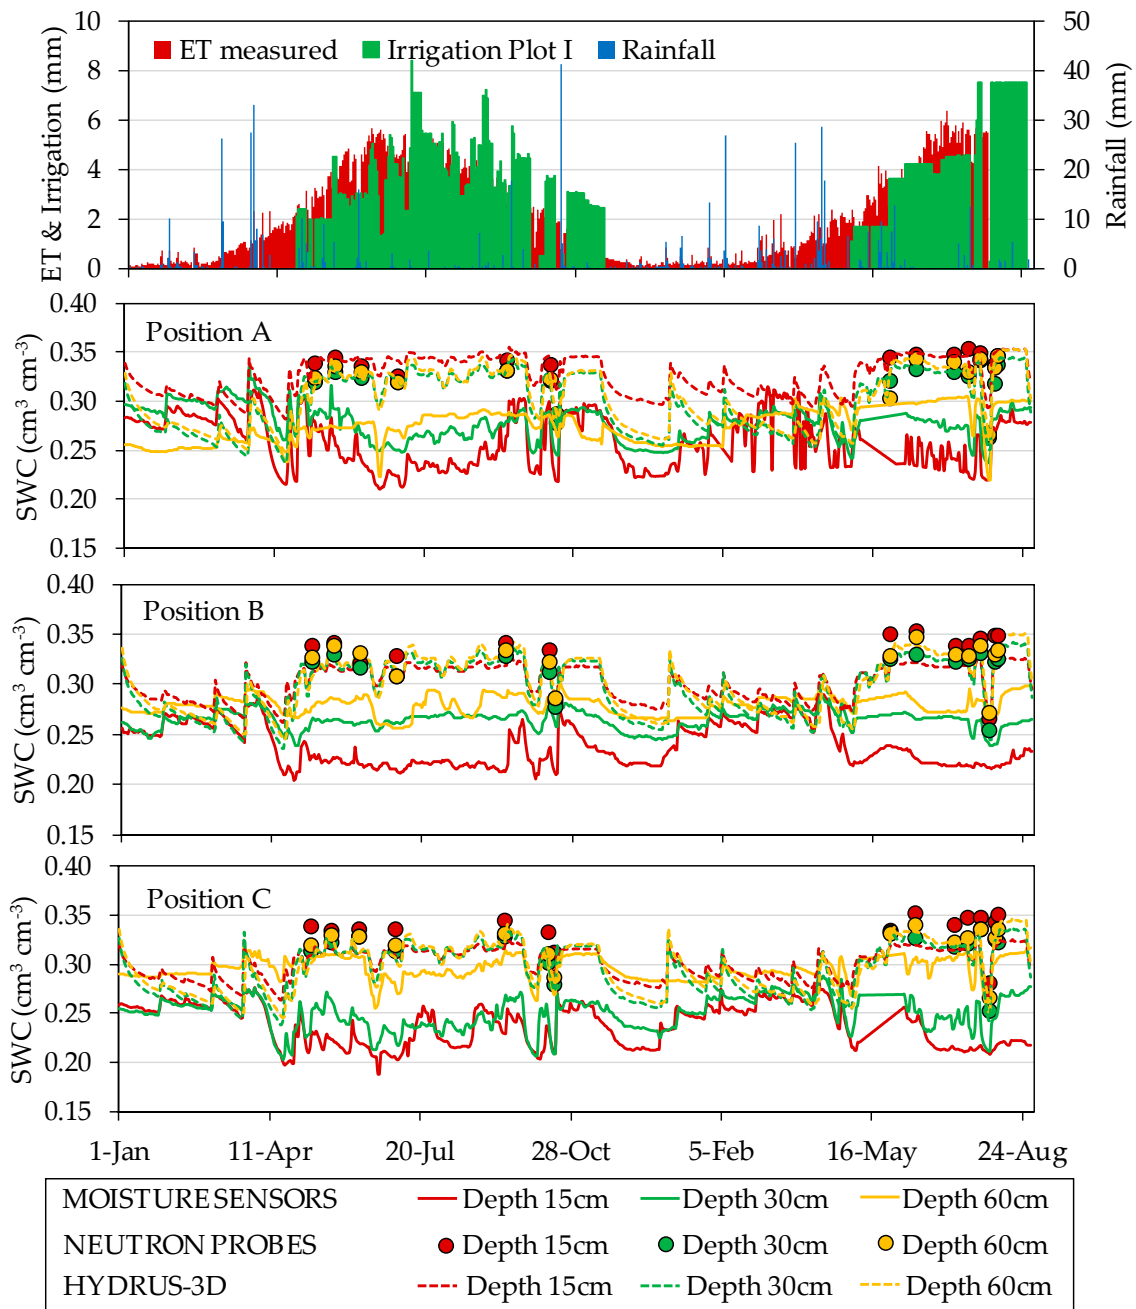 ET measured Irrigation Plot I Rainfall
ET & Irrigation (mm)
10
8
6
4
2
0
Rainfall (mm)
50
40
30
20
10
0
Position A
SWC (cm³ cm⁻³)
0.40
0.35
0.30
0.25
0.20
0.15
Position B
SWC (cm³ cm⁻³)
0.40
0.35
0.30
0.25
0.20
0.15
Position C
SWC (cm³ cm⁻³)
0.40
0.35
0.30
0.25
0.20
0.15
1-Jan 11-Apr 20-Jul 28-Oct 5-Feb 16-May 24-Aug
MOISTURE SENSORS Depth 15cm Depth 30cm Depth 60cm
NEUTRON PROBES Depth 15cm Depth 30cm Depth 60cm
HYDRUS-3D Depth 15cm Depth 30cm Depth 60cm